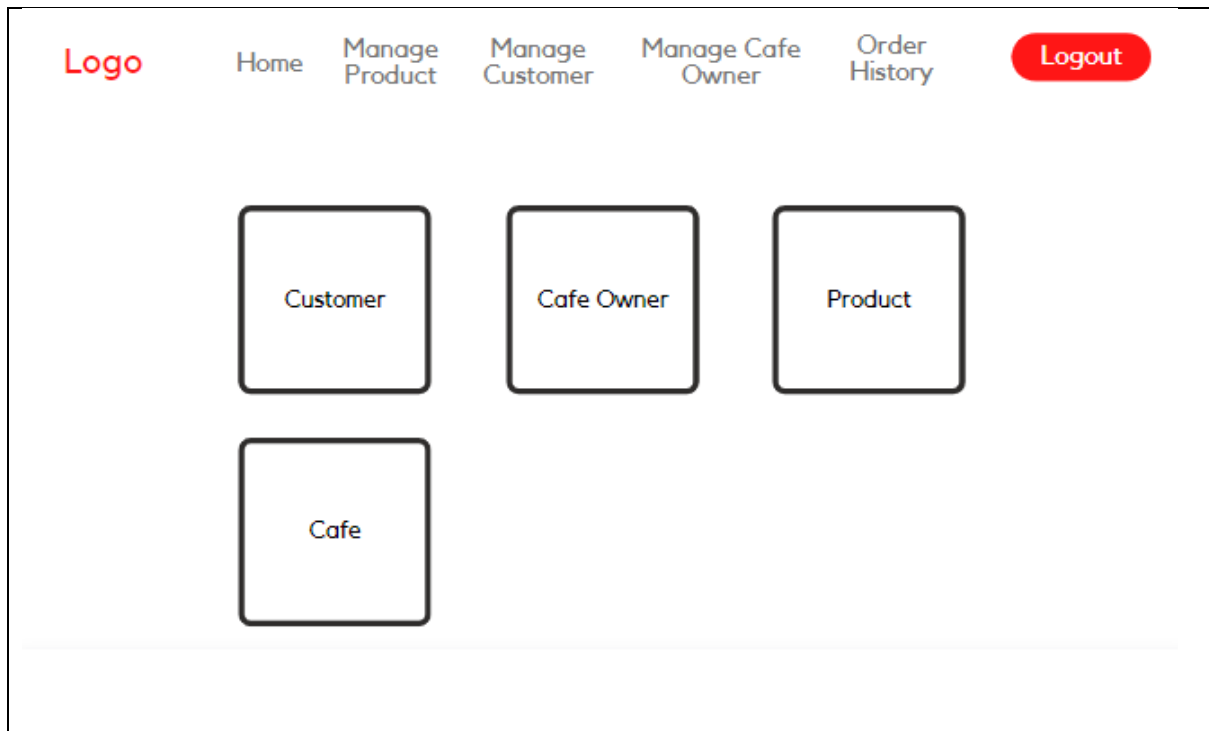 Logo
Home
Manage
Product
Manage
Customer
Manage Cafe
Owner
Order
History
Logout
Customer
Cafe Owner
Product
Cafe